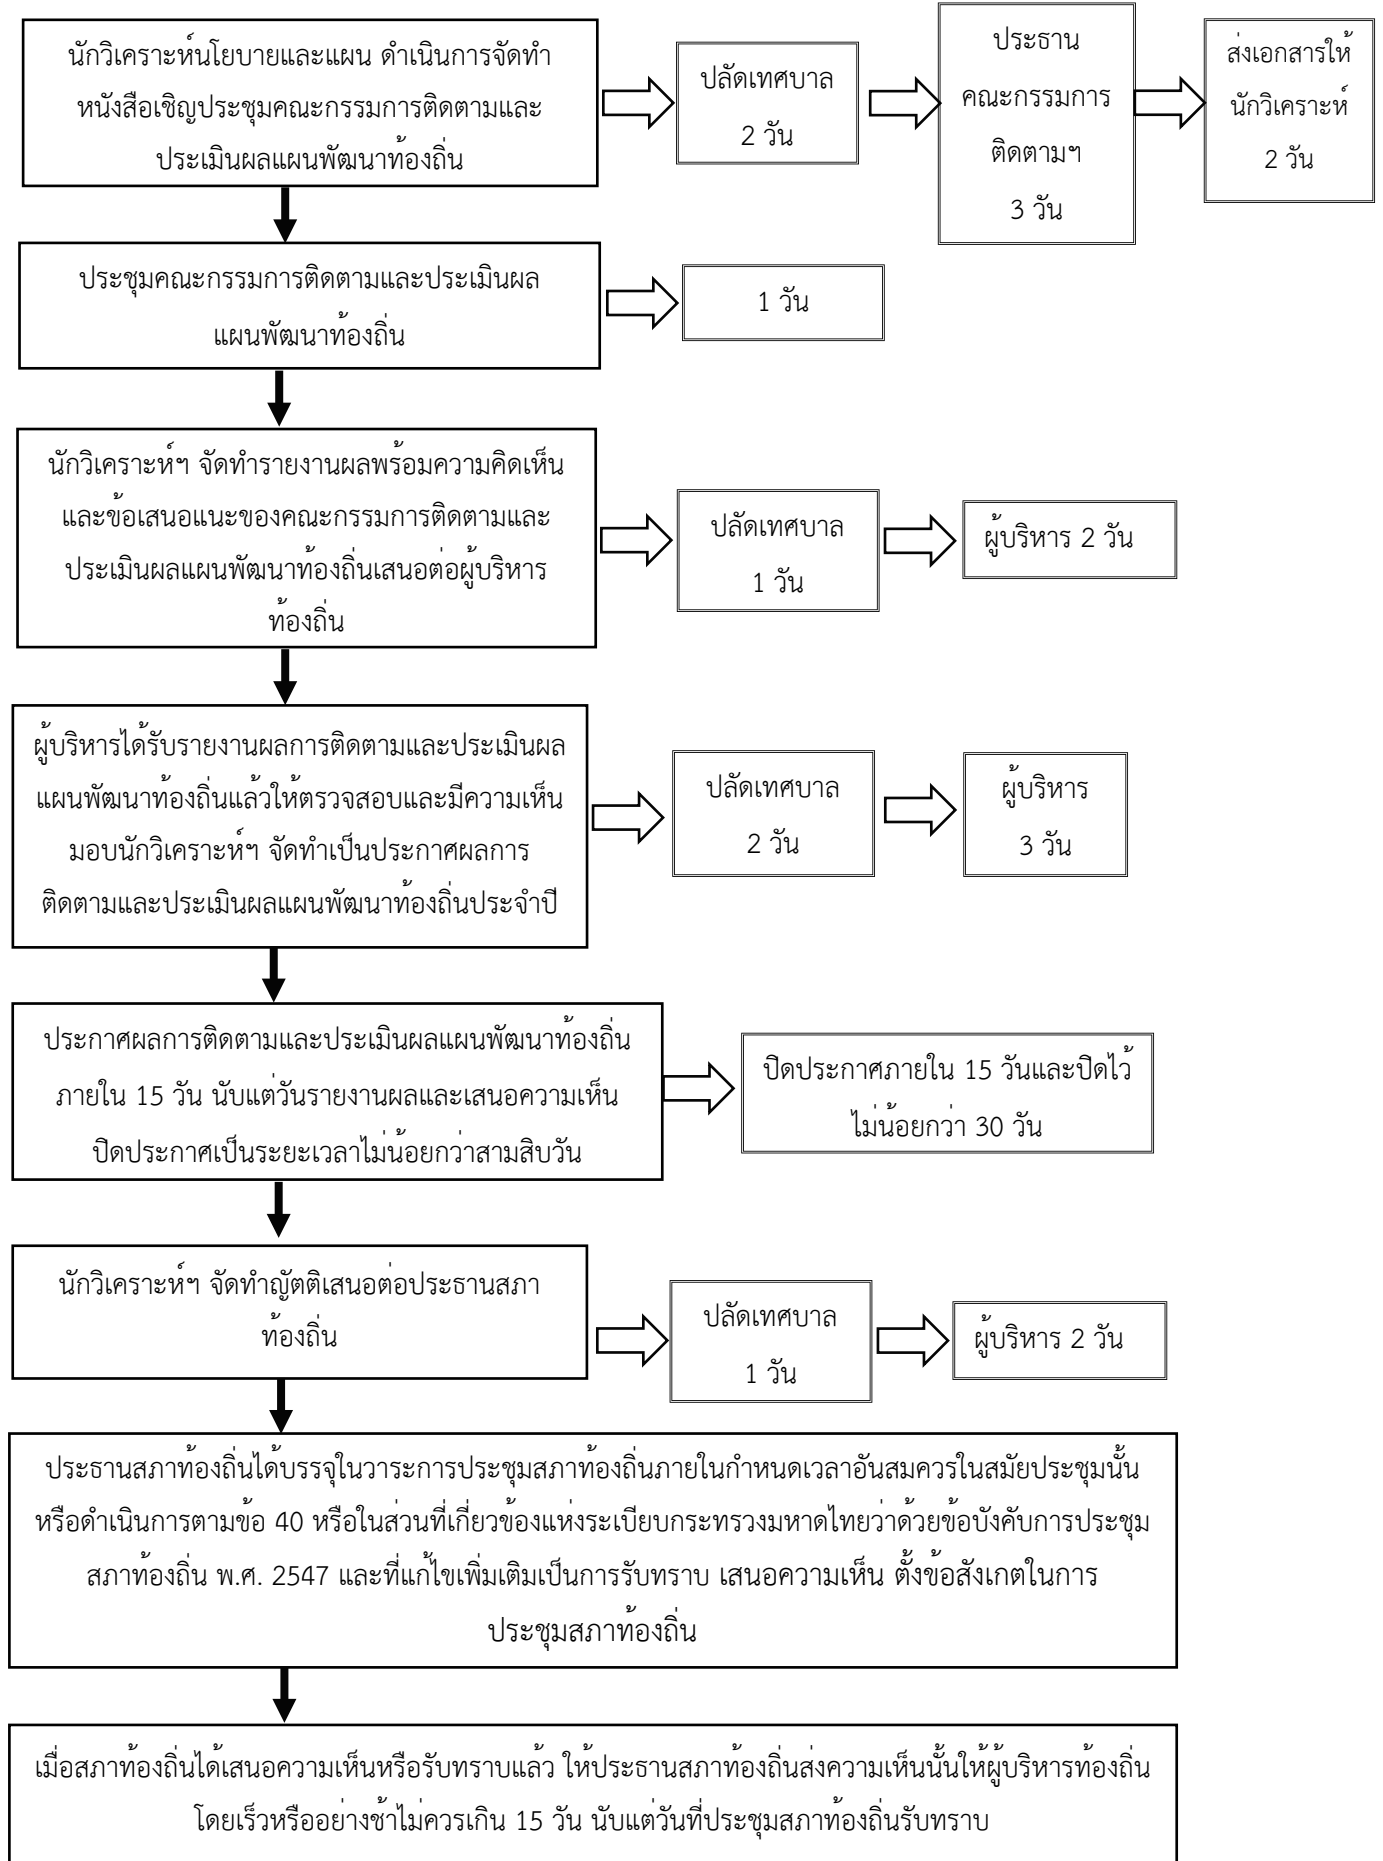 นักวิเคราะห์นโยบายและแผน ดำเนินการจัดทำ
หนังสือเชิญประชุมคณะกรรมการติดตามและ
ประเมินผลแผนพัฒนาท้องถิ่น
ปลัดเทศบาล
2 วัน
ประธาน
คณะกรรมการ
ติดตามฯ
3 วัน
ส่งเอกสารให้
นักวิเคราะห์
2 วัน
ประชุมคณะกรรมการติดตามและประเมินผล
แผนพัฒนาท้องถิ่น
1 วัน
นักวิเคราะห์ฯ จัดทำรายงานผลพร้อมความคิดเห็น
และข้อเสนอแนะของคณะกรรมการติดตามและ
ประเมินผลแผนพัฒนาท้องถิ่นเสนอต่อผู้บริหาร
ท้องถิ่น
ปลัดเทศบาล
1 วัน
ผู้บริหาร 2 วัน
ผู้บริหารได้รับรายงานผลการติดตามและประเมินผล
แผนพัฒนาท้องถิ่นแล้วให้ตรวจสอบและมีความเห็น
มอบนักวิเคราะห์ฯ จัดทำเป็นประกาศผลการ
ติดตามและประเมินผลแผนพัฒนาท้องถิ่นประจำปี
ปลัดเทศบาล
2 วัน
ผู้บริหาร
3 วัน
ประกาศผลการติดตามและประเมินผลแผนพัฒนาท้องถิ่น
ภายใน 15 วัน นับแต่วันรายงานผลและเสนอความเห็น
ปิดประกาศเป็นระยะเวลาไม่น้อยกว่าสามสิบวัน
ปิดประกาศภายใน 15 วันและปิดไว้
ไม่น้อยกว่า 30 วัน
นักวิเคราะห์ฯ จัดทำญัตติเสนอต่อประธานสภา
ท้องถิ่น
ปลัดเทศบาล
1 วัน
ผู้บริหาร 2 วัน
ประธานสภาท้องถิ่นได้บรรจุในวาระการประชุมสภาท้องถิ่นภายในกำหนดเวลาอันสมควรในสมัยประชุมนั้น
หรือดำเนินการตามข้อ 40 หรือในส่วนที่เกี่ยวข้องแห่งระเบียบกระทรวงมหาดไทยว่าด้วยข้อบังคับการประชุม
สภาท้องถิ่น พ.ศ. 2547 และที่แก้ไขเพิ่มเติมเป็นการรับทราบ เสนอความเห็น ตั้งข้อสังเกตในการ
ประชุมสภาท้องถิ่น
เมื่อสภาท้องถิ่นได้เสนอความเห็นหรือรับทราบแล้ว ให้ประธานสภาท้องถิ่นส่งความเห็นนั้นให้ผู้บริหารท้องถิ่น
โดยเร็วหรืออย่างช้าไม่ควรเกิน 15 วัน นับแต่วันที่ประชุมสภาท้องถิ่นรับทราบ